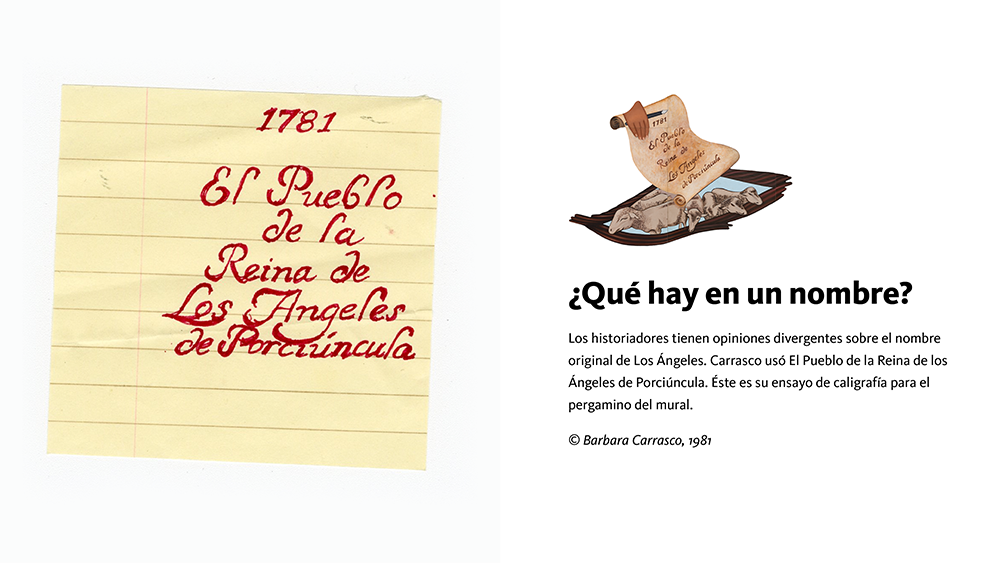 1781
El Pueblo
de la
Reina de
Los Angeles
de Porciúncula
1781
El Pueblo
de la
Reina de
Los Angeles
de Porciúncula
¿Qué hay en un nombre?
Los historiadores tienen opiniones divergentes sobre el nombre
original de Los Ángeles. Carrasco usó El Pueblo de la Reina de los
Ángeles de Porciúncula. Éste es su ensayo de caligrafía para el
pergamino del mural.
© Barbara Carrasco, 1981